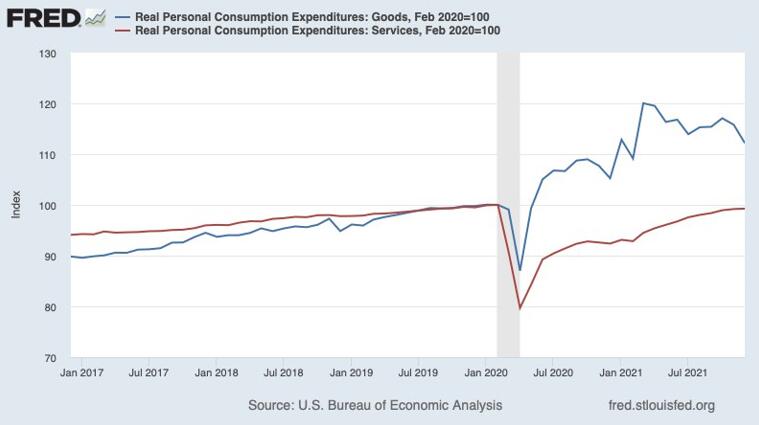 FRED
Real Personal Consumption Expenditures: Goods, Feb 2020=100
Real Personal Consumption Expenditures: Services, Feb 2020=100
130
120
110
100
90
80
70
Index
Jan 2017 Jul 2017 Jan 2018 Jul 2018 Jan 2019 Jul 2019 Jan 2020 Jul 2020 Jan 2021 Jul 2021
Source: U.S. Bureau of Economic Analysis fred.stlouisfed.org